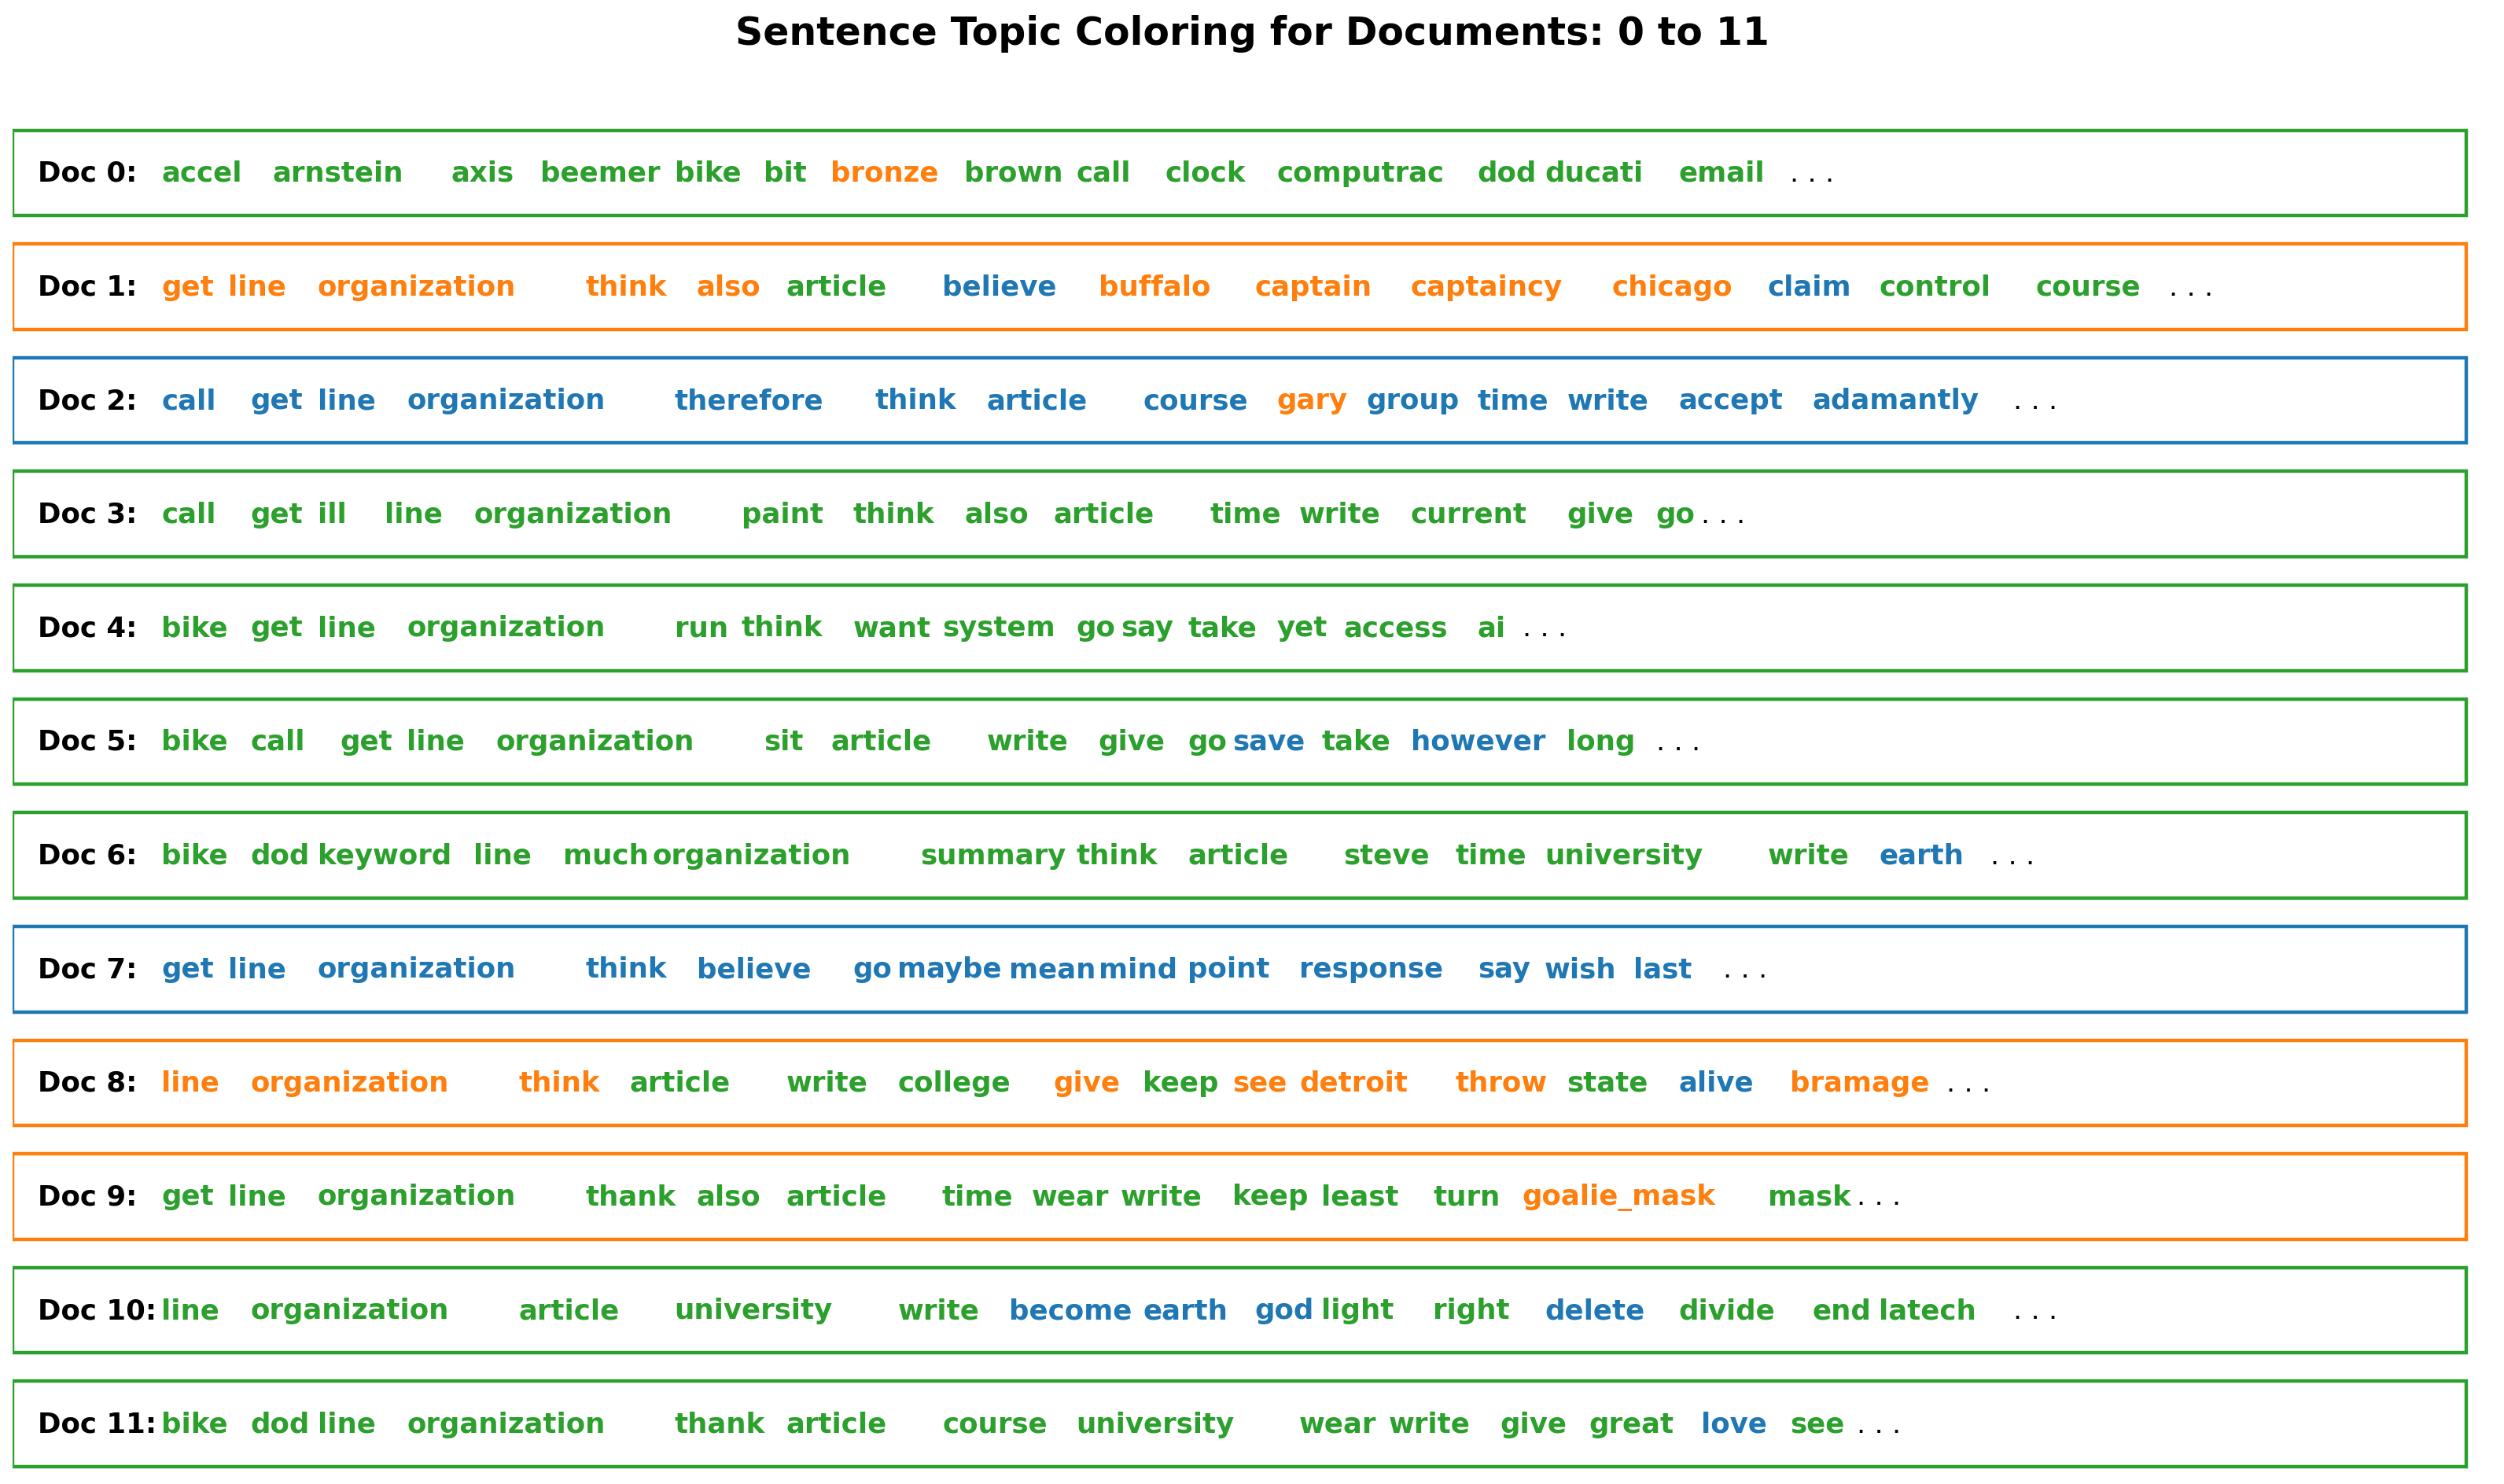 Sentence Topic Coloring for Documents: 0 to 11
Doc 0: accel arnstein axis beemer bike bit bronze brown call clock computrac dod ducati email . . .
Doc 1: get line organization think also article believe buffalo captain captaincy chicago claim control course . . .
Doc 2: call get line organization therefore think article course gary group time write accept adamantly . . .
Doc 3: call get ill line organization paint think also article time write current give go . . .
Doc 4: bike get line organization run think want system go say take yet access ai . . .
Doc 5: bike call get line organization sit article write give go save take however long . . .
Doc 6: bike dod keyword line much organization summary think article steve time university write earth . . .
Doc 7: get line organization think believe go maybe mean mind point response say wish last . . .
Doc 8: line organization think article write college give keep see detroit throw state alive bramage . . .
Doc 9: get line organization thank also article time wear write keep least turn goalie_mask mask . . .
Doc 10: line organization article university write become earth god light right delete divide end latech . . .
Doc 11: bike dod line organization thank article course university wear write give great love see . . .